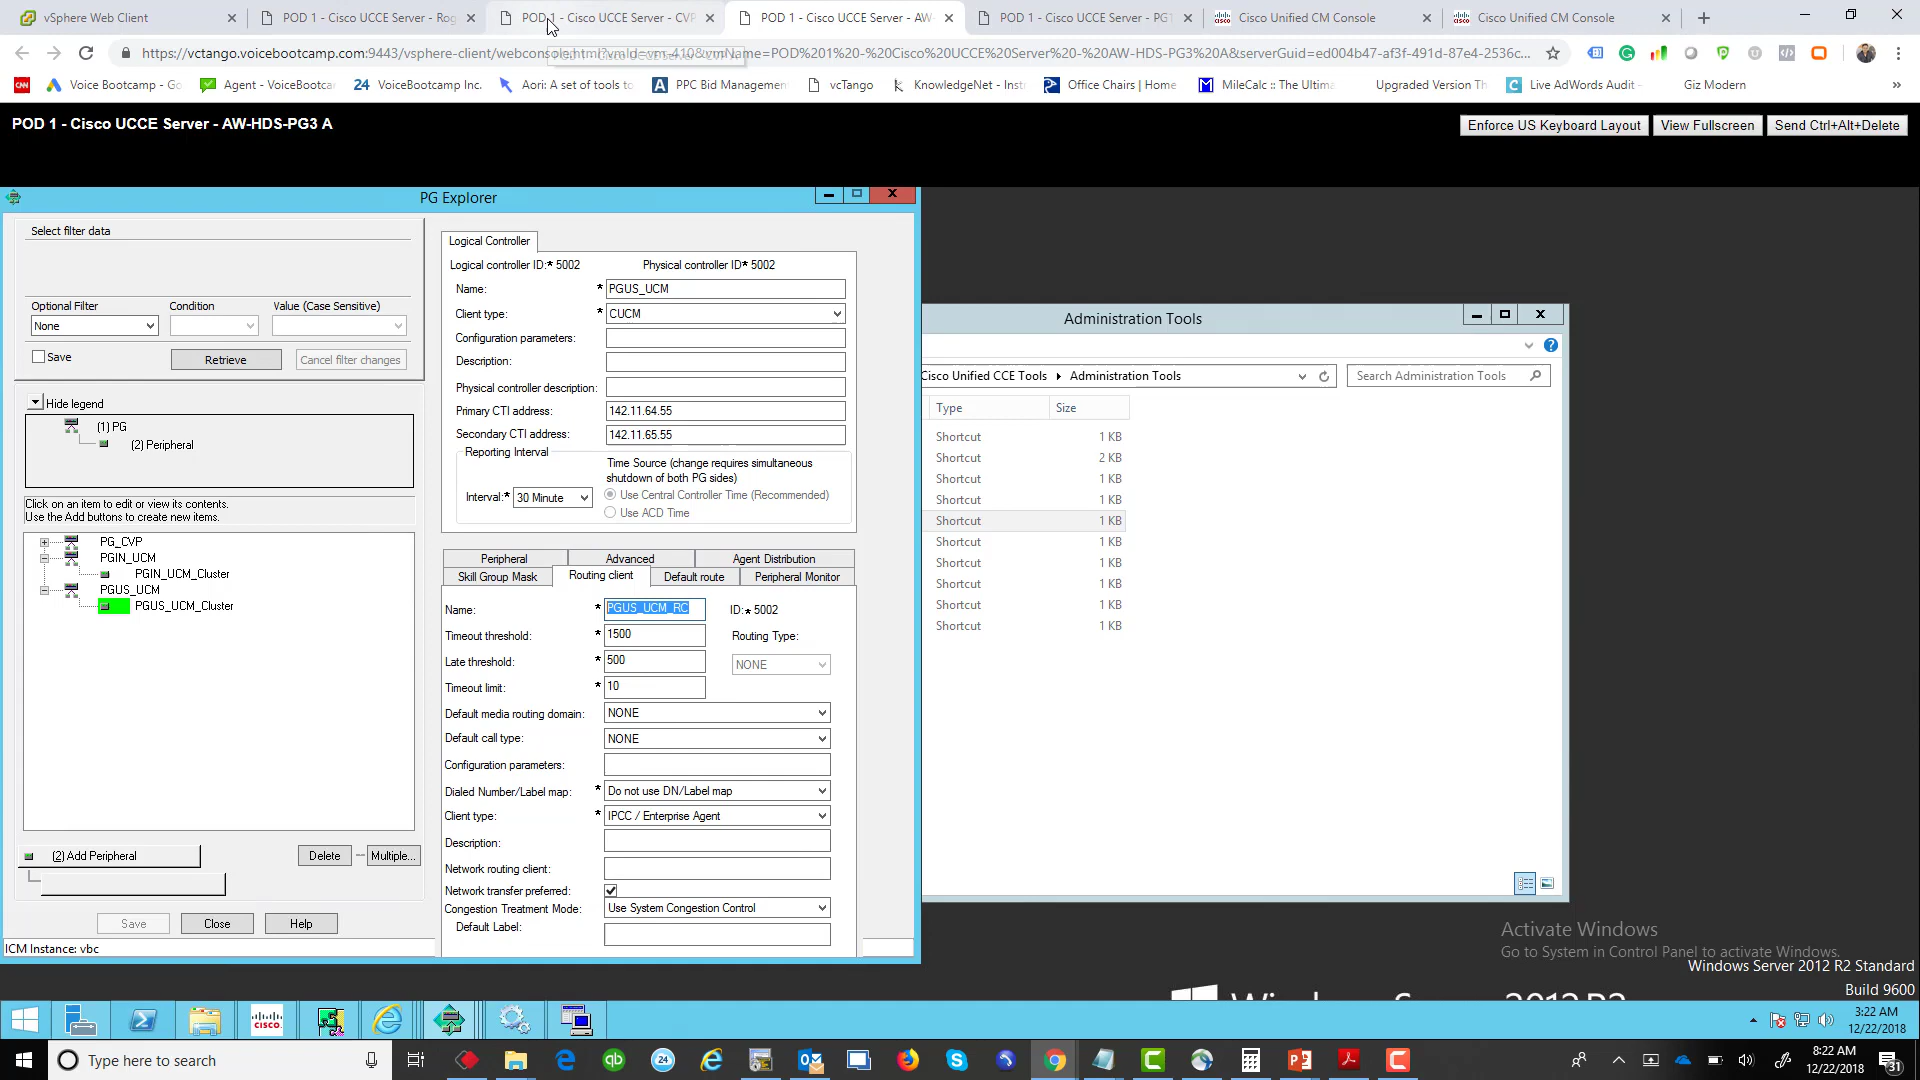 vSphere Web Client
POD 1 - Cisco UCCE Server - Rog
POD 1 - Cisco UCCE Server - CVP
POD 1 - Cisco UCCE Server - AW-
POD 1 - Cisco UCCE Server - PG1
Cisco Unified CM Console
Cisco Unified CM Console
Voice Bootcamp - Go
Agent - VoiceBootca
24 VoiceBootCamp Inc.
Aori: A set of tools to
PPC Bid Managemen
vcTango
KnowledgeNet - Instr
Office Chairs | Home
MileCalc :: The Ultima
Upgraded Version Th
Live AdWords Audit -
Giz Modern
POD 1 - Cisco UCCE Server - AW-HDS-PG3 A
Enforce US Keyboard Layout
View Fullscreen
Send Ctrl+Alt+Delete
PG Explorer
Select filter data
Optional Filter
Condition
Value (Case Sensitive)
None
Save
Retrieve
Cancel filter changes
Hide legend
(1) PG
(2) Peripheral
Click on an item to edit or view its contents.
Use the Add buttons to create new items.
PG_CVP
PGIN_UCM
PGIN_UCM_Cluster
PGUS_UCM
PGUS_UCM_Cluster
(2) Add Peripheral
Delete
Multiple...
Save
Close
Help
ICM Instance: vbc
Logical Controller
Logical controller ID:* 5002
Physical controller ID* 5002
Name: * PGUS_UCM
Client type: * CUCM
Configuration parameters:
Description:
Physical controller description:
Primary CTI address: 142.11.64.55
Secondary CTI address: 142.11.65.55
Reporting Interval
Interval:* 30 Minute
Time Source (change requires simultaneous
shutdown of both PG sides)
Use Central Controller Time (Recommended)
Use ACD Time
Peripheral
Advanced
Agent Distribution
Skill Group Mask
Routing client
Default route
Peripheral Monitor
Name: * PGUS_UCM_RC ID:* 5002
Timeout threshold: * 1500 Routing Type:
Late threshold: * 500 NONE
Timeout limit: * 10
Default media routing domain: NONE
Default call type: NONE
Configuration parameters:
Dialed Number/Label map: * Do not use DN/Label map
Client type: * IPCC / Enterprise Agent
Description:
Network routing client:
Network transfer preferred:
Congestion Treatment Mode: Use System Congestion Control
Default Label:
Administration Tools
Cisco Unified CCE Tools
Administration Tools
Search Administration Tools
Type Size
Shortcut 1 KB
Shortcut 2 KB
Shortcut 1 KB
Shortcut 1 KB
Shortcut 1 KB
Shortcut 1 KB
Shortcut 1 KB
Shortcut 1 KB
Shortcut 1 KB
Shortcut 1 KB
Activate Windows
Go to System in Control Panel to activate Windows.
Windows Server 2012 R2 Standard
Build 9600
3:22 AM
12/22/2018
Type here to search
8:22 AM
12/22/2018
31